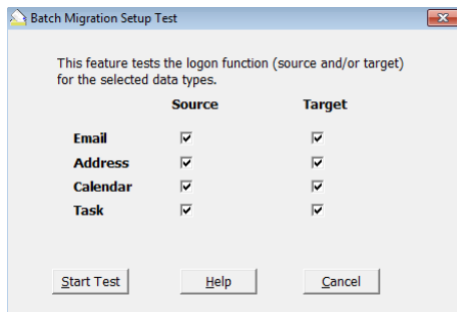 Batch Migration Setup Test
This feature tests the logon function (source and/or target)
for the selected data types.
Source Target
Email
Address
Calendar
Task
Start Test Help Cancel